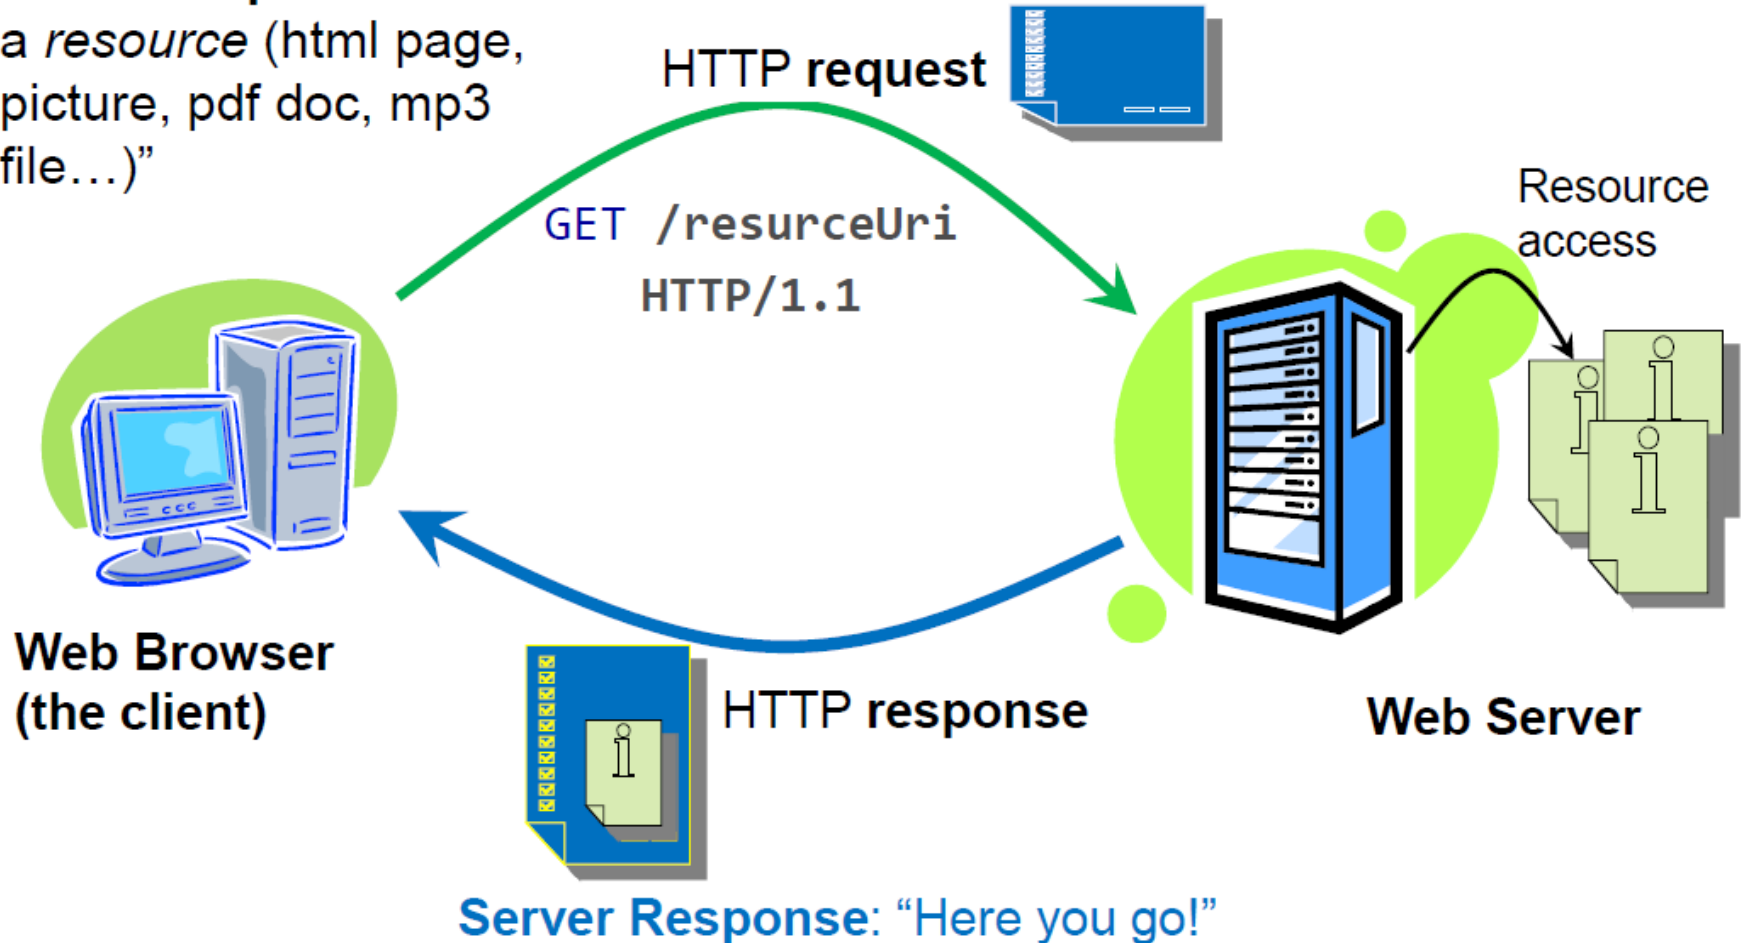 a resource (html page,
picture, pdf doc, mp3
file…)”
HTTP request
GET /resurceUri
HTTP/1.1
Resource
access
Web Browser
(the client)
HTTP response
Web Server
Server Response: “Here you go!”